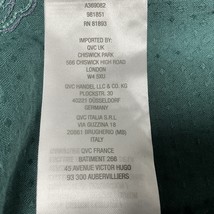 A369082
981851
RN 81893
IMPORTED BY:
QVC UK
CHISWICK PARK
566 CHISWICK HIGH ROAD
LONDON
W4 5XU
QVC HANDEL LLC & CO. KG
PLOCKSTR. 30
40221 DÜSSELDORF
GERMANY
QVC ITALIA S.R.L
VIA GUZZINA 18
20861 BRUGHERIO (MB)
ITALY
QVC FRANCE
BATIMENT 266
45 AVENUE VICTOR HUGO
93 300 AUBERVILLIERS